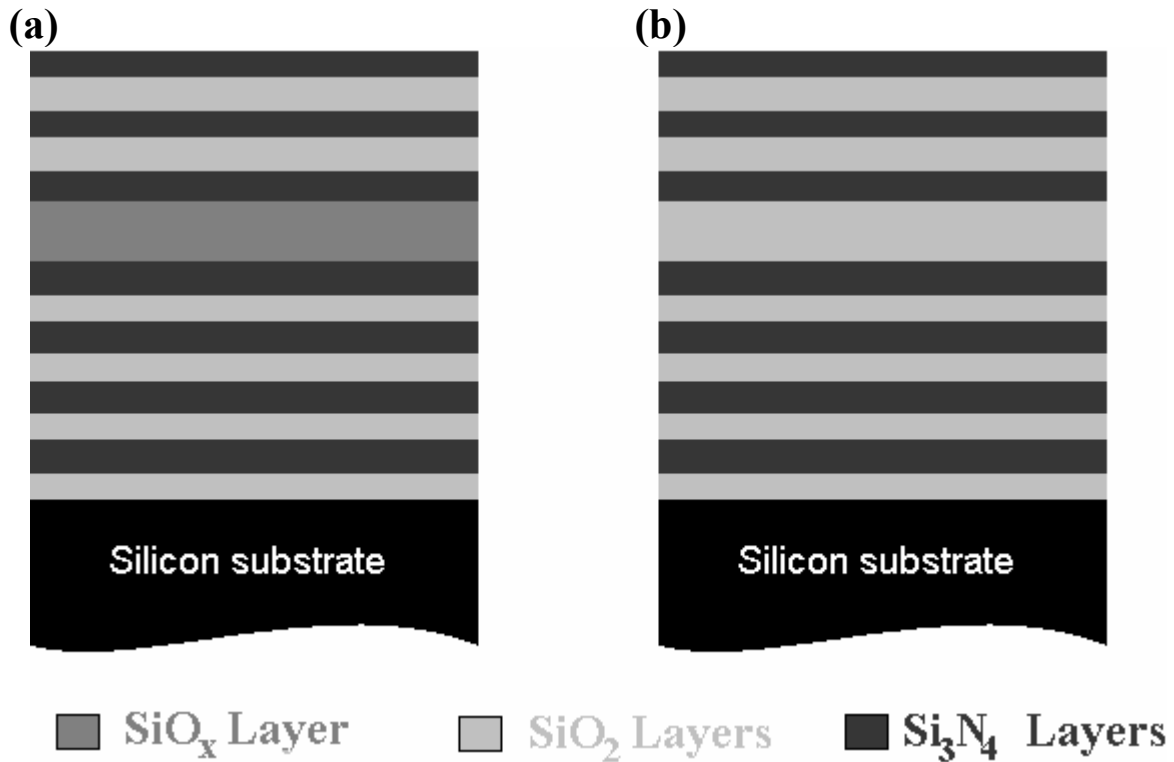 (a)
(b)
Silicon substrate
Silicon substrate
SiOₓ Layer
SiO₂ Layers
Si₃N₄ Layers